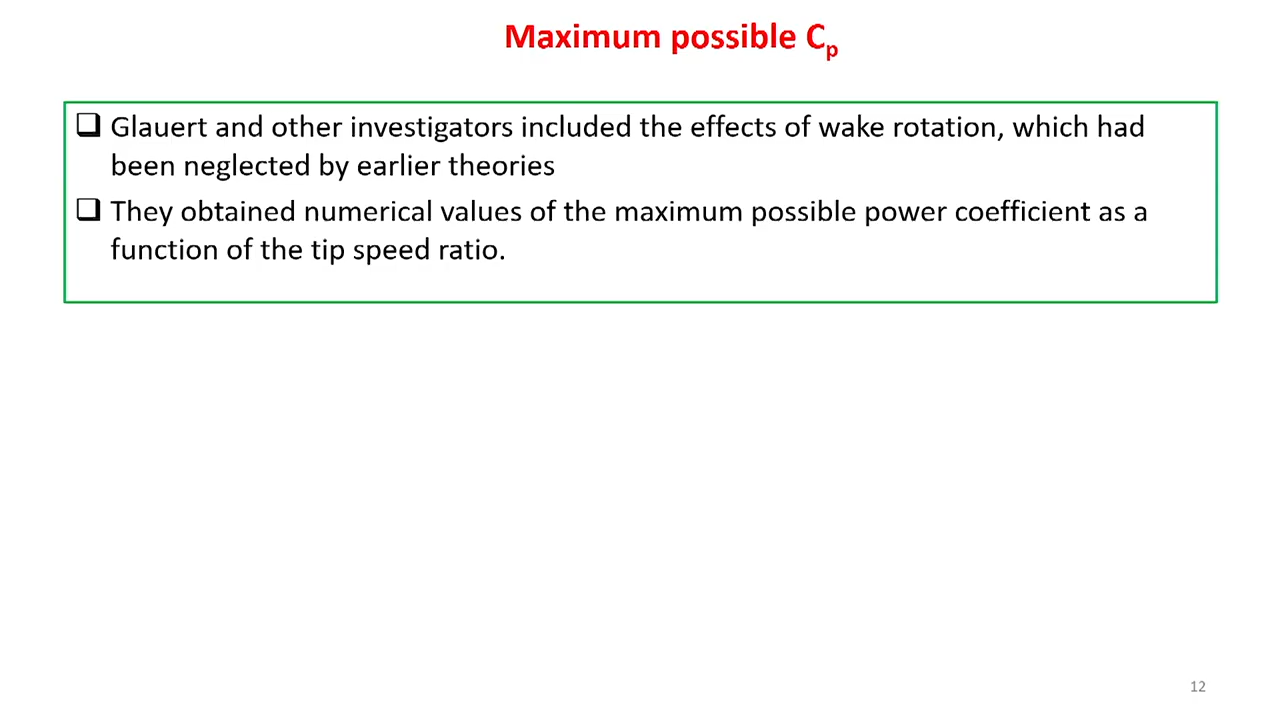 Maximum possible Cp
❑ Glauert and other investigators included the effects of wake rotation, which had
been neglected by earlier theories
❑ They obtained numerical values of the maximum possible power coefficient as a
function of the tip speed ratio.
12